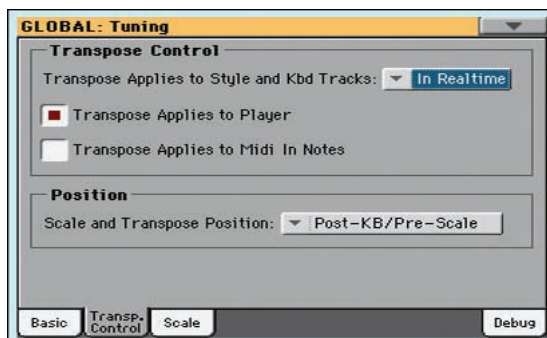 GLOBAL: Tuning
Transpose Control
Transpose Applies to Style and Kbd Tracks: In Realtime
Transpose Applies to Player
Transpose Applies to Midi In Notes
Position
Scale and Transpose Position: Post-KB/Pre-Scale
Basic Transp. Control Scale Debug